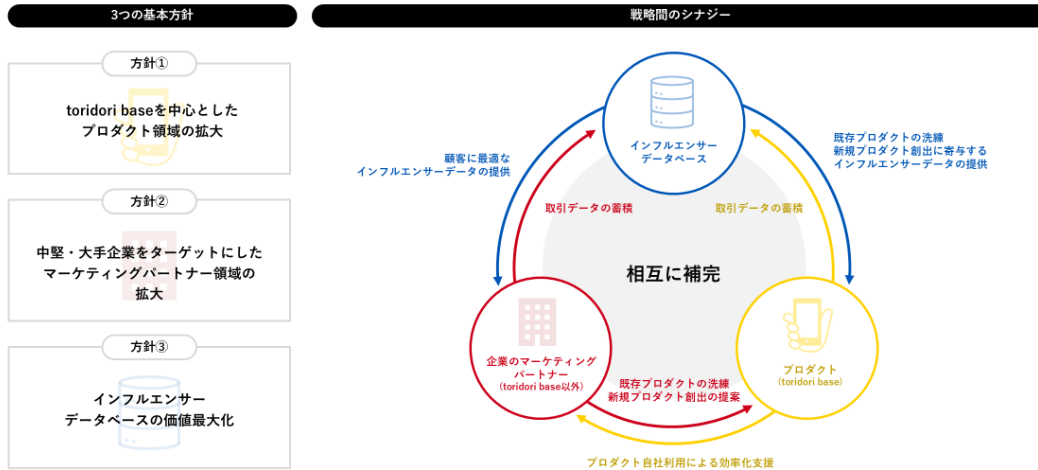 3つの基本方針
方針①
toridori baseを中心とした
プロダクト領域の拡大
方針②
中堅・大手企業をターゲットにした
マーケティングパートナー領域の
拡大
方針③
インフルエンサー
データベースの価値最大化
戦略間のシナジー
インフルエンサー
データベース
顧客に最適な
インフルエンサーデータの提供
既存プロダクトの洗練
新規プロダクト創出に寄与する
インフルエンサーデータの提供
取引データの蓄積
取引データの蓄積
相互に補完
企業のマーケティング
パートナー
(toridori base以外)
プロダクト
(toridori base)
既存プロダクトの洗練
新規プロダクト創出の提案
プロダクト自社利用による効率化支援